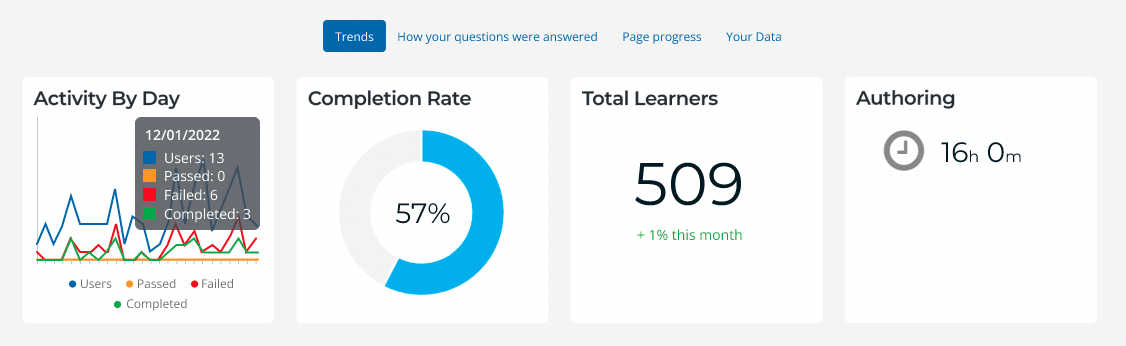 Trends How your questions were answered Page progress Your Data
Activity By Day
12/01/2022
Users: 13
Passed: 0
Failed: 6
Completed: 3
Users Passed Failed
Completed
Completion Rate
57%
Total Learners
509
+ 1% this month
Authoring
16h 0m